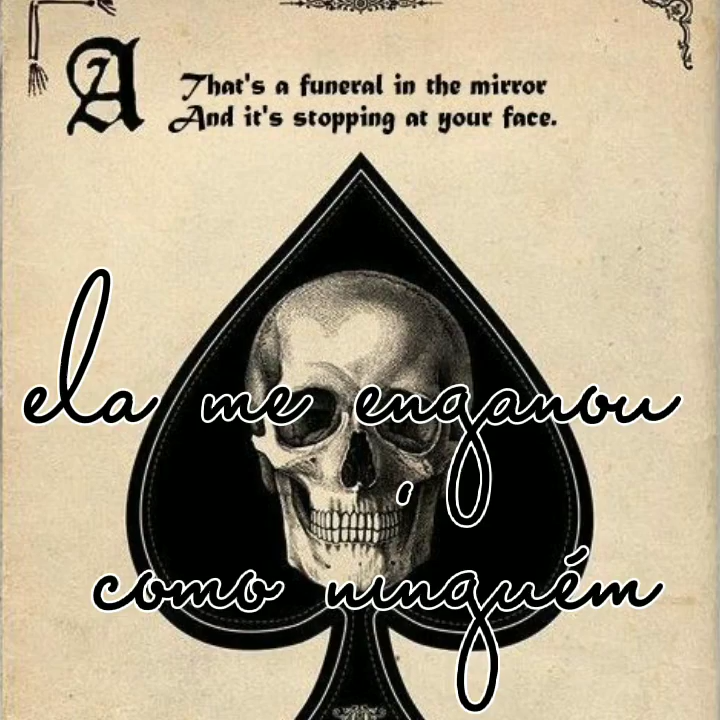 A
That's a funeral in the mirror
And it's stopping at your face.
ela me enganou
como ninguém